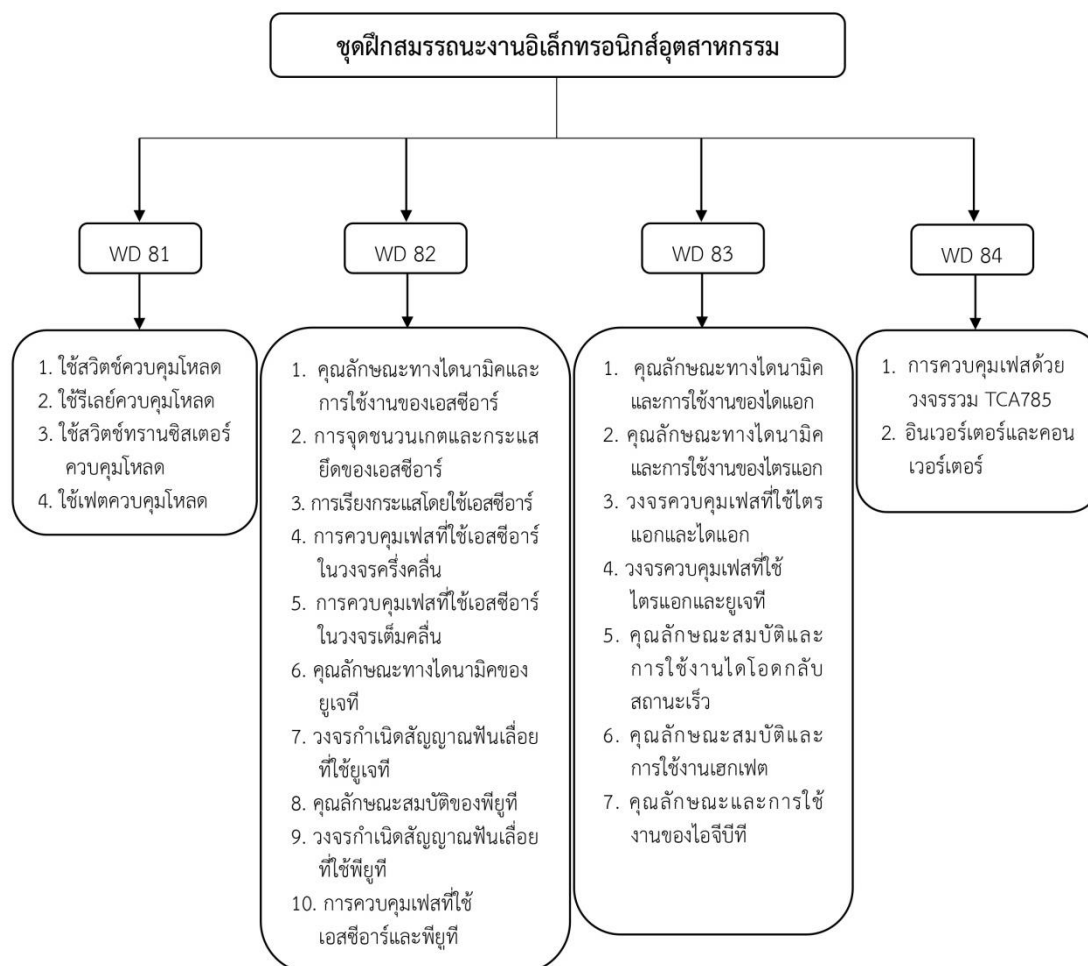 ชุดฝึกสมรรถนะงานอิเล็กทรอนิกส์อุตสาหกรรม
WD 81
1. ใช้สวิตช์ควบคุมโหลด
2. ใช้รีเลย์ควบคุมโหลด
3. ใช้สวิตช์ทรานซิสเตอร์
ควบคุมโหลด
4. ใช้เฟตควบคุมโหลด
WD 82
1. คุณลักษณะทางไดนามิคและ
การใช้งานของเอสซีอาร์
2. การจุดชนวนเกตและกระแส
ยึดของเอสซีอาร์
3. การเรียงกระแสโดยใช้เอสซีอาร์
4. การควบคุมเฟสที่ใช้เอสซีอาร์
ในวงจรครึ่งคลื่น
5. การควบคุมเฟสที่ใช้เอสซีอาร์
ในวงจรเต็มคลื่น
6. คุณลักษณะทางไดนามิคของ
ยูเจที
7. วงจรกำเนิดสัญญาณฟันเลื่อย
ที่ใช้ยูเจที
8. คุณลักษณะสมบัติของพียูที
9. วงจรกำเนิดสัญญาณฟันเลื่อย
ที่ใช้พียูที
10. การควบคุมเฟสที่ใช้
เอสซีอาร์และพียูที
WD 83
1. คุณลักษณะทางไดนามิค
และการใช้งานของไดแอก
2. คุณลักษณะทางไดนามิค
และการใช้งานของไตรแอก
3. วงจรควบคุมเฟสที่ใช้ไตร
แอกและไดแอก
4. วงจรควบคุมเฟสที่ใช้
ไตรแอกและยูเจที
5. คุณลักษณะสมบัติและ
การใช้งานไดโอดกลับ
สถานะเร็ว
6. คุณลักษณะสมบัติและ
การใช้งานเฮกเฟต
7. คุณลักษณะและการใช้
งานของไอจีบีที
WD 84
1. การควบคุมเฟสด้วย
วงจรรวม TCA785
2. อินเวอร์เตอร์และคอน
เวอร์เตอร์